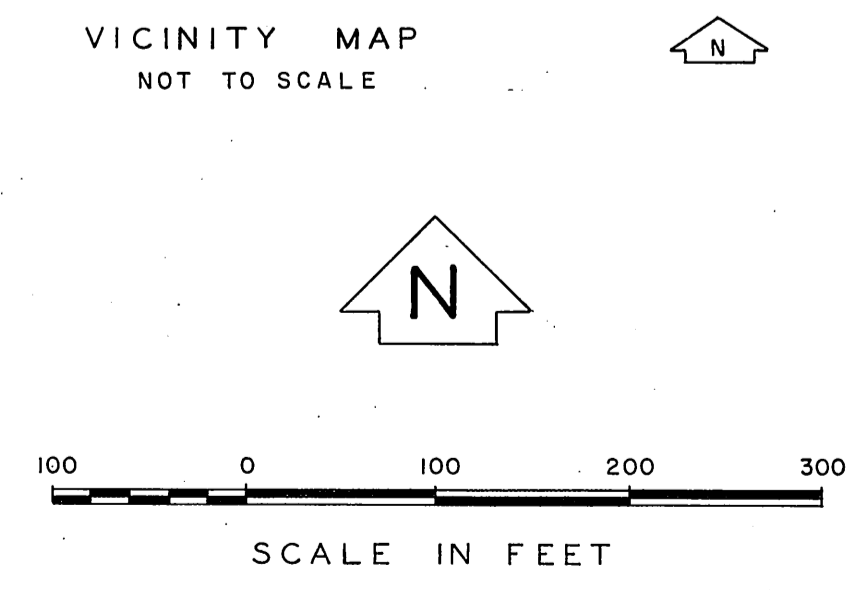 VICINITY MAP
N
NOT TO SCALE
N
100 0 100 200 300
SCALE IN FEET